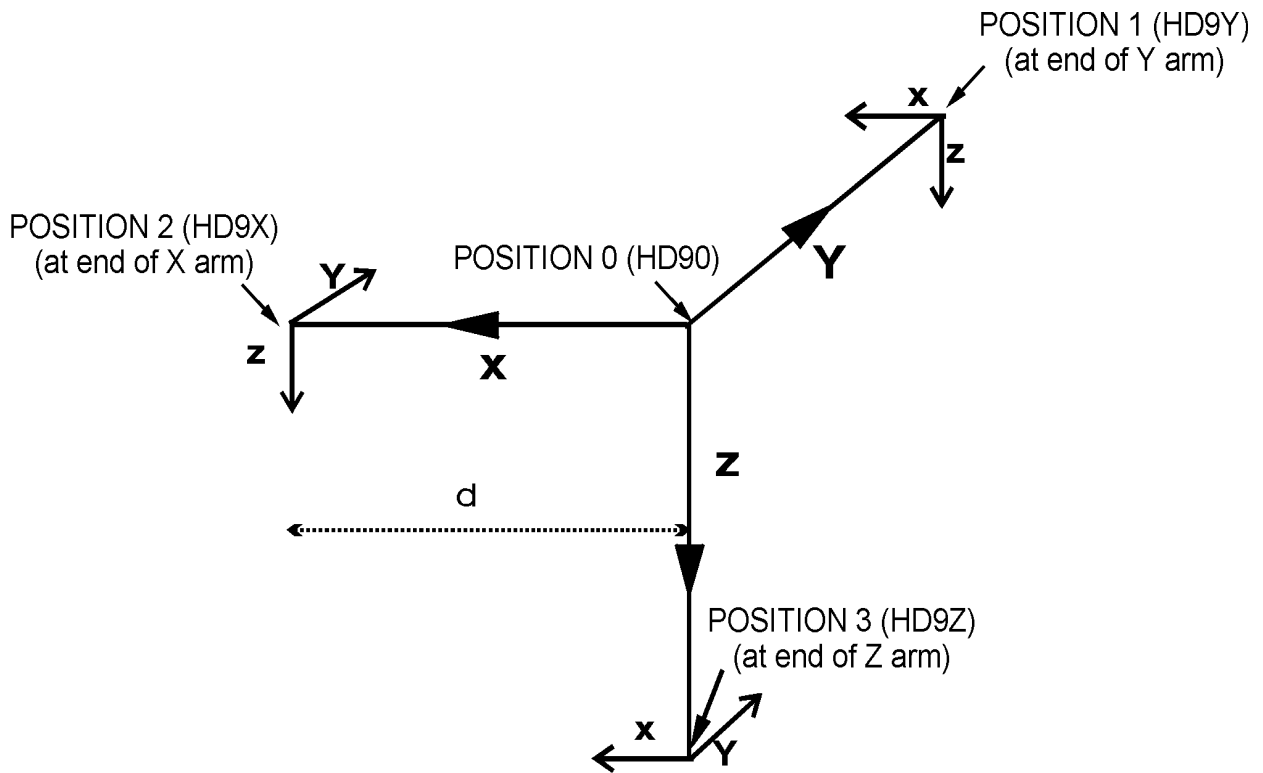 POSITION 1 (HD9Y)
(at end of Y arm)
x
z
POSITION 2 (HD9X)
(at end of X arm)
Y
z
POSITION 0 (HD90)
Y
X
Z
d
POSITION 3 (HD9Z)
(at end of Z arm)
x
Y